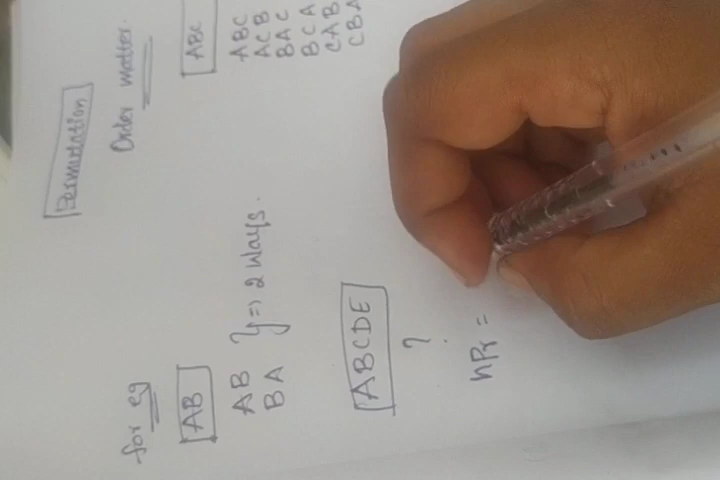 Permutation
Order matter.
for eg
AB
AB
BA } => 2 ways.
ABC
ABC
ACB
BAC
BCA
CAB
CBA
ABCDE
?
nPr =